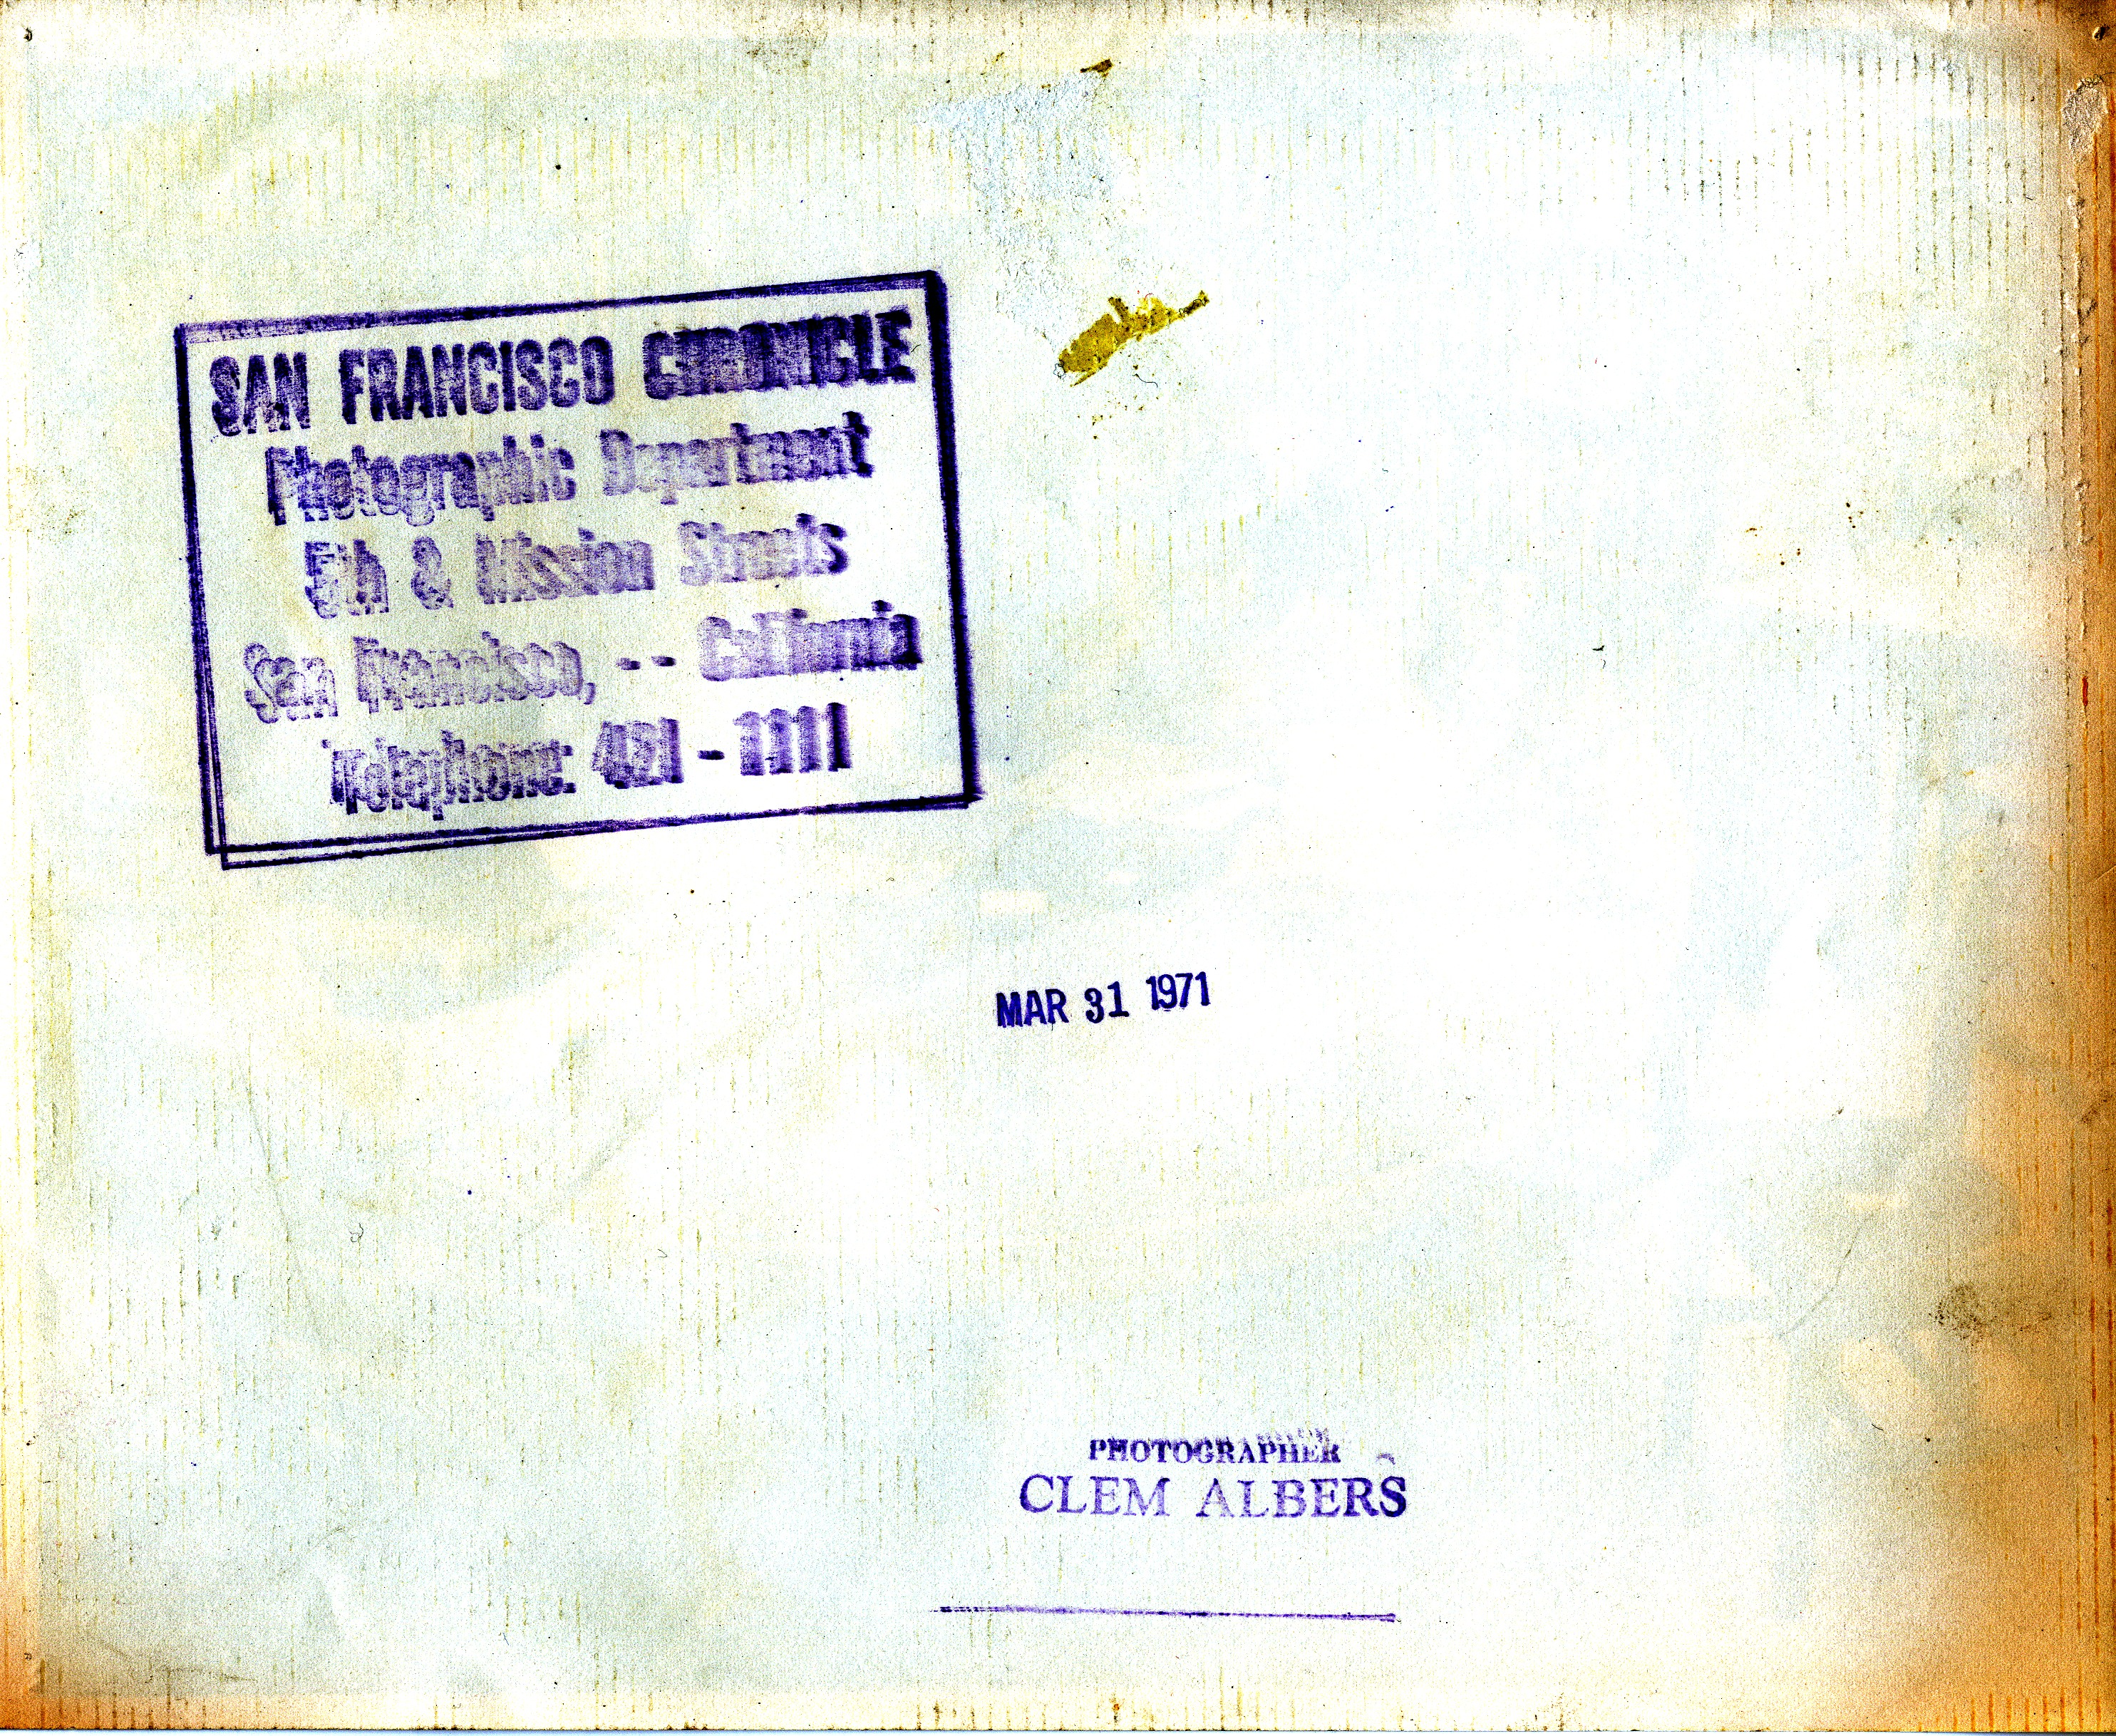 SAN FRANCISCO CHRONICLE
Photographic Department
5th & Mission Streets
San Francisco, -- California
Telephone: 421-1111
MAR 31 1971
PHOTOGRAPHER
CLEM ALBERS